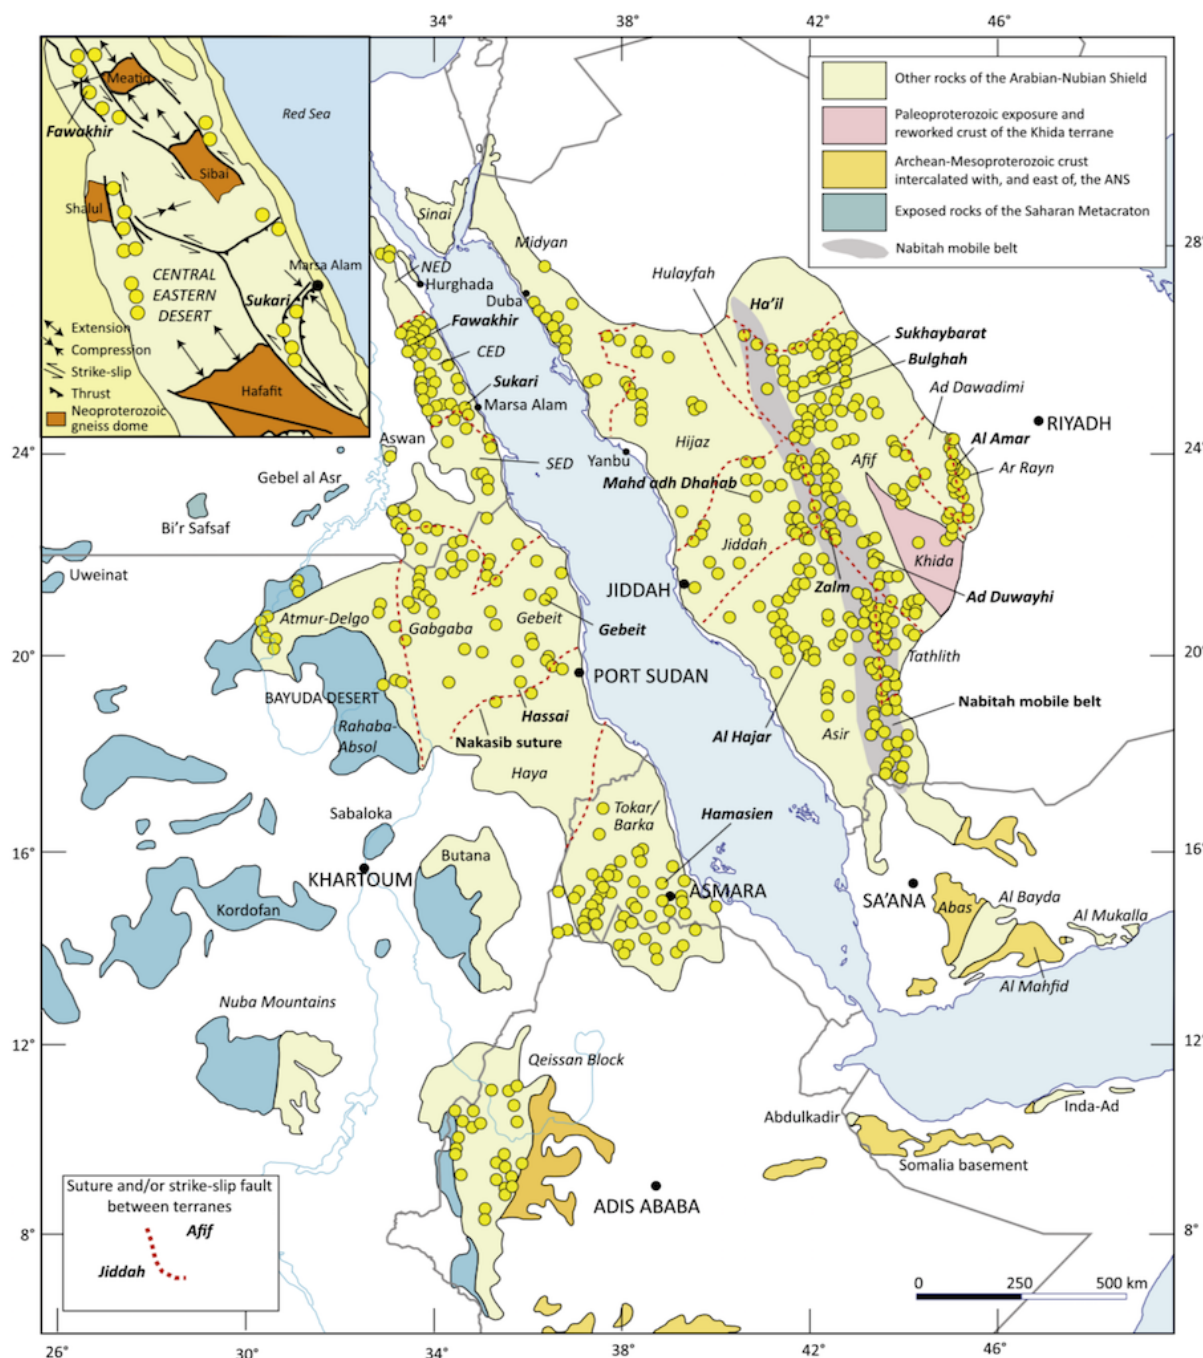 34°
38°
42°
46°
Other rocks of the Arabian-Nubian Shield
Paleoproterozoic exposure and
reworked crust of the Khida terrane
Archean-Mesoproterozoic crust
intercalated with, and east of, the ANS
Exposed rocks of the Saharan Metacraton
Nabitah mobile belt
Meatiq
Fawakhir
Red Sea
Sibai
Shalul
CENTRAL
EASTERN
DESERT
Marsa Alam
Sukari
Extension
Compression
Strike-slip
Thrust
Neoproterozoic
gneiss dome
Hafafit
Sinai
Midyan
28°
NED
Hurghada
Hulayfah
Duba
Ha'il
Fawakhir
Sukhaybarat
CED
Bulghah
Sukari
Ad Dawadimi
Marsa Alam
RIYADH
Aswan
Hijaz
Al Amar
24°
24°
SED
Yanbu
Afif
Ar Rayn
Gebel al Asr
Mahd adh Dhahab
Bi'r Safsaf
Jiddah
Khida
Uweinat
JIDDAH
Zalm
Ad Duwayhi
Atmur-Delgo
Gabgaba
Gebeit
Gebeit
20°
20°
Tathlith
PORT SUDAN
BAYUDA DESERT
Nabitah mobile belt
Rahaba-
Absol
Hassai
Al Hajar
Asir
Nakasib suture
Haya
Tokar/
Barka
Hamasien
Sabaloka
16°
16°
Butana
KHARTOUM
ASMARA
SA'ANA
Al Bayda
Abas
Kordofan
Al Mukalla
Al Mahfid
Nuba Mountains
12°
12°
Qeissan Block
Abdulkadir
Inda-Ad
Somalia basement
Suture and/or strike-slip fault
between terranes
Afif
Jiddah
ADIS ABABA
8°
8°
0
250
500 km
26°
30°
34°
38°
42°
46°